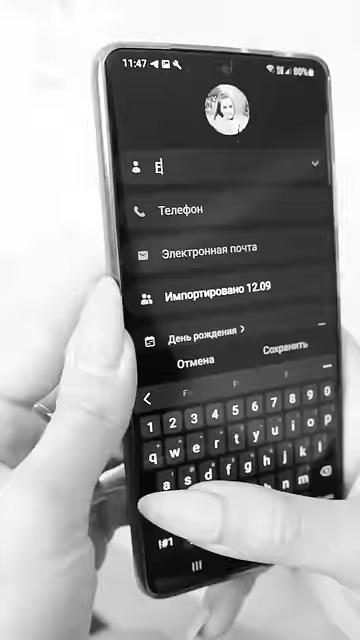 11:47 80%
E
Телефон
Электронная почта
Импортировано 12.09
День рождения >
Отмена Сохранить
1 2 3 4 5 6 7 8 9 0
q w e r t y u i o p
a s d f g h j k l
n m
!#1